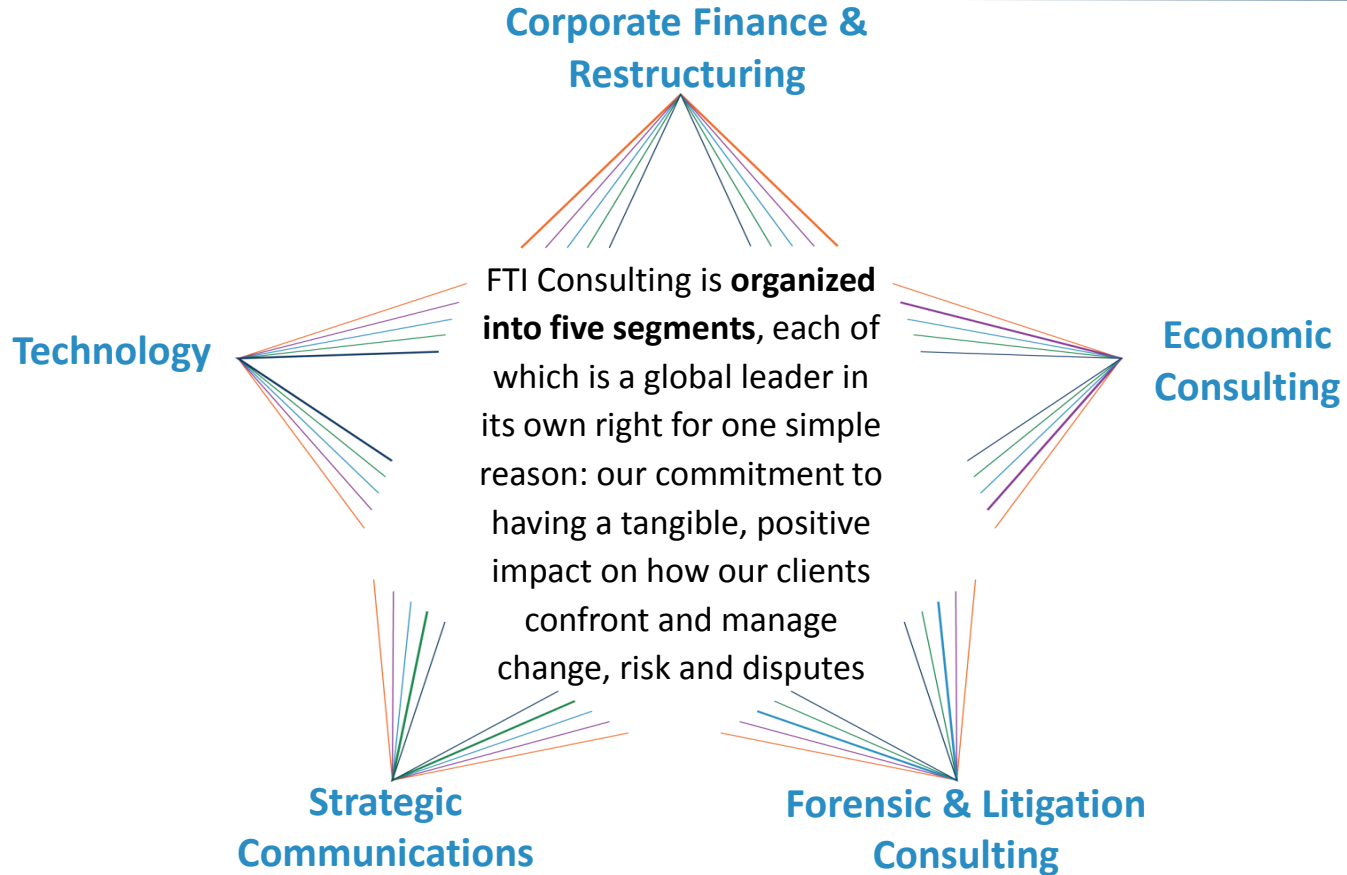 Corporate Finance &
Restructuring
FTI Consulting is organized
into five segments, each of
which is a global leader in
its own right for one simple
reason: our commitment to
having a tangible, positive
impact on how our clients
confront and manage
change, risk and disputes
Technology
Economic
Consulting
Strategic
Communications
Forensic & Litigation
Consulting